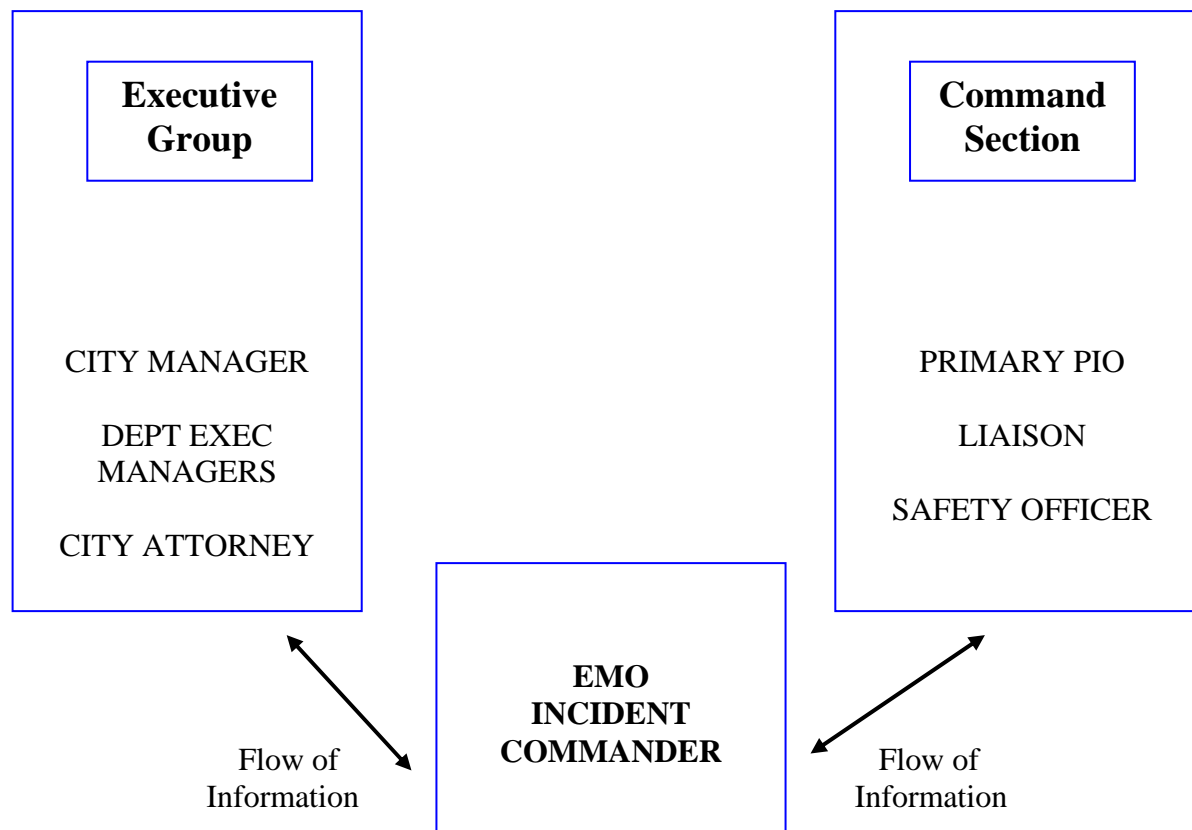 Executive
Group
CITY MANAGER
DEPT EXEC
MANAGERS
CITY ATTORNEY
Command
Section
PRIMARY PIO
LIAISON
SAFETY OFFICER
EMO
INCIDENT
COMMANDER
Flow of
Information
Flow of
Information